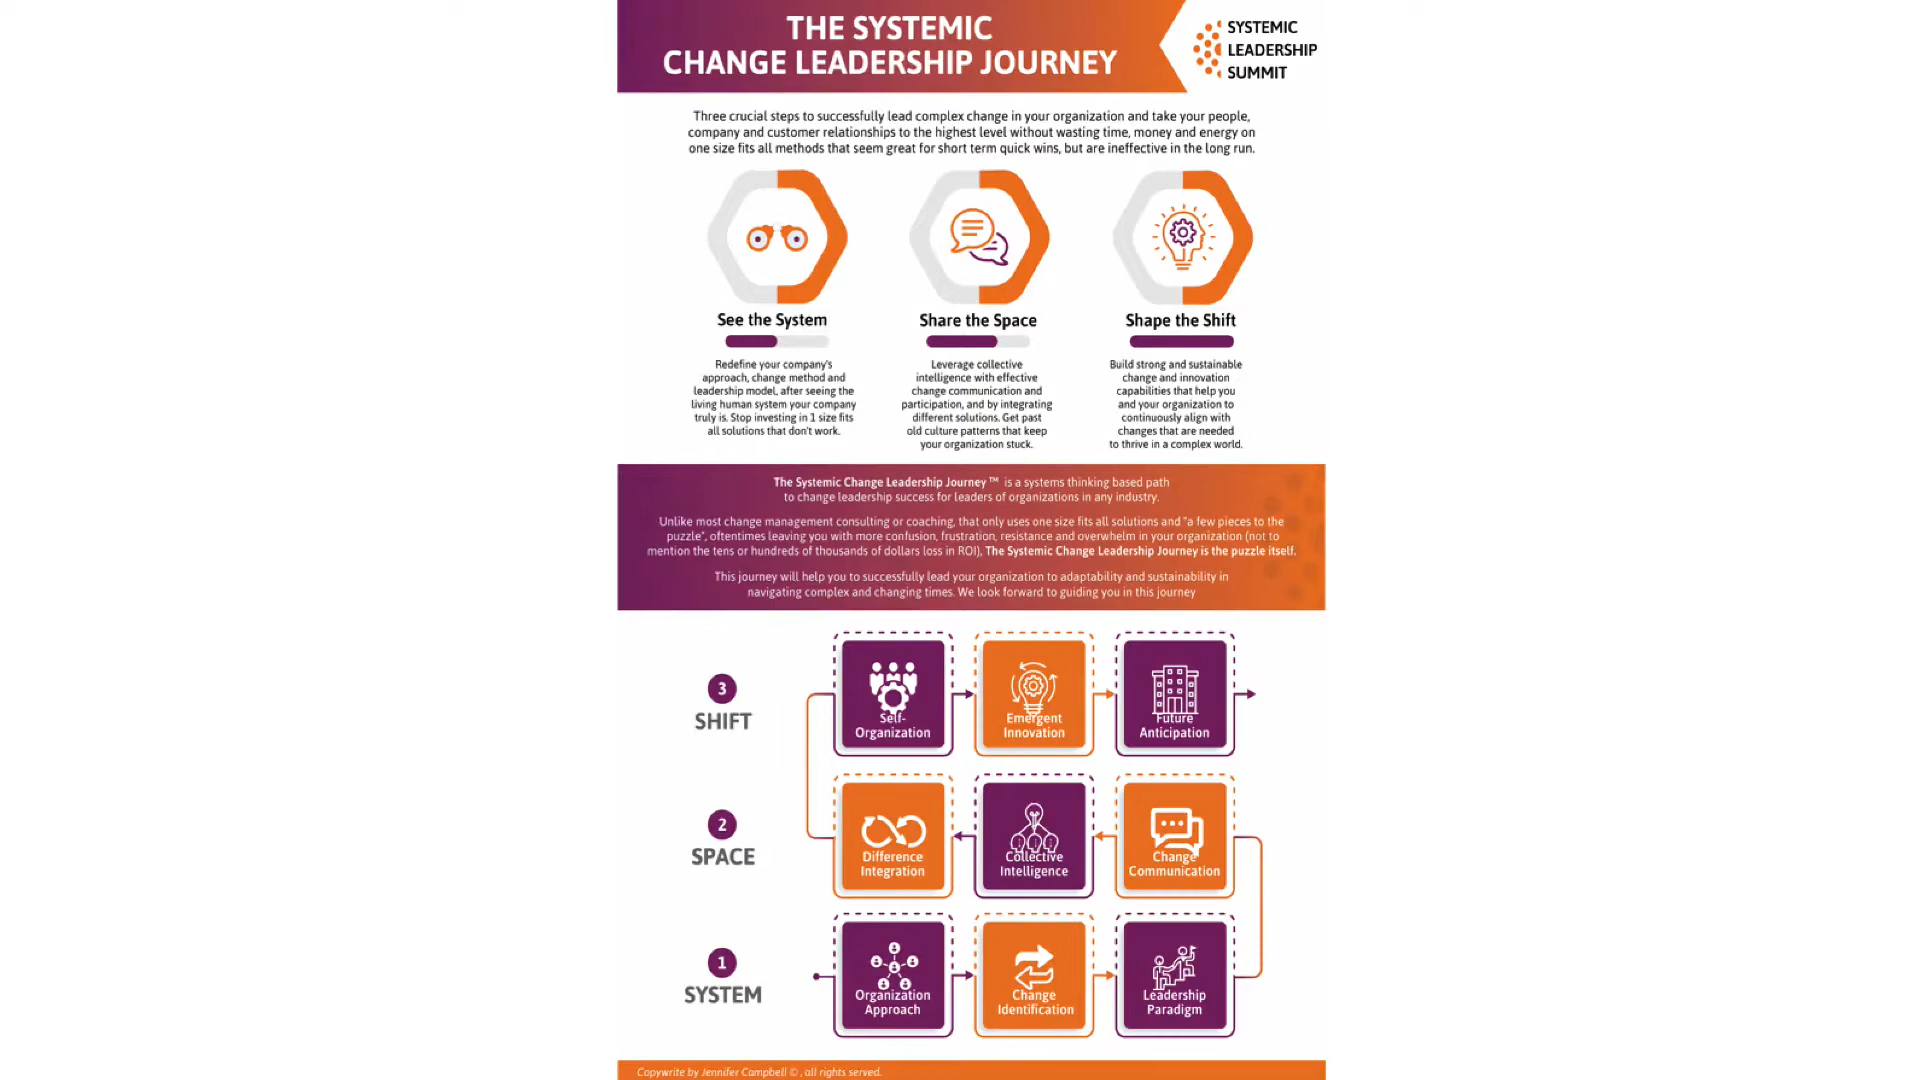 THE SYSTEMIC
CHANGE LEADERSHIP JOURNEY
SYSTEMIC
LEADERSHIP
SUMMIT
Three crucial steps to successfully lead complex change in your organization and take your people,
company and customer relationships to the highest level without wasting time, money and energy on
one size fits all methods that seem great for short term quick wins, but are ineffective in the long run.
See the System
Redefine your company's
approach, change method and
leadership model, after seeing the
living human system your company
truly is. Stop investing in 1 size fits
all solutions that don't work.
Share the Space
Leverage collective
intelligence with effective
change communication and
participation, and by integrating
different solutions. Get past
old culture patterns that keep
your organization stuck.
Shape the Shift
Build strong and sustainable
change and innovation
capabilities that help you
and your organization to
continuously align with
changes that are needed
to thrive in a complex world.
The Systemic Change Leadership Journey™ is a systems thinking based path
to change leadership success for leaders of organizations in any industry.
Unlike most change management consulting or coaching, that only uses one size fits all solutions and "a few pieces to the
puzzle", oftentimes leaving you with more confusion, frustration, resistance and overwhelm in your organization (not to
mention the tens or hundreds of thousands of dollars loss in ROI), The Systemic Change Leadership Journey is the puzzle itself.
This journey will help you to successfully lead your organization to adaptability and sustainability in
navigating complex and changing times. We look forward to guiding you in this journey
3
SHIFT
Self-
Organization
Emergent
Innovation
Future
Anticipation
2
SPACE
Difference
Integration
Collective
Intelligence
Change
Communication
1
SYSTEM
Organization
Approach
Change
Identification
Leadership
Paradigm
Copywrite by Jennifer Campbell © , all rights served.